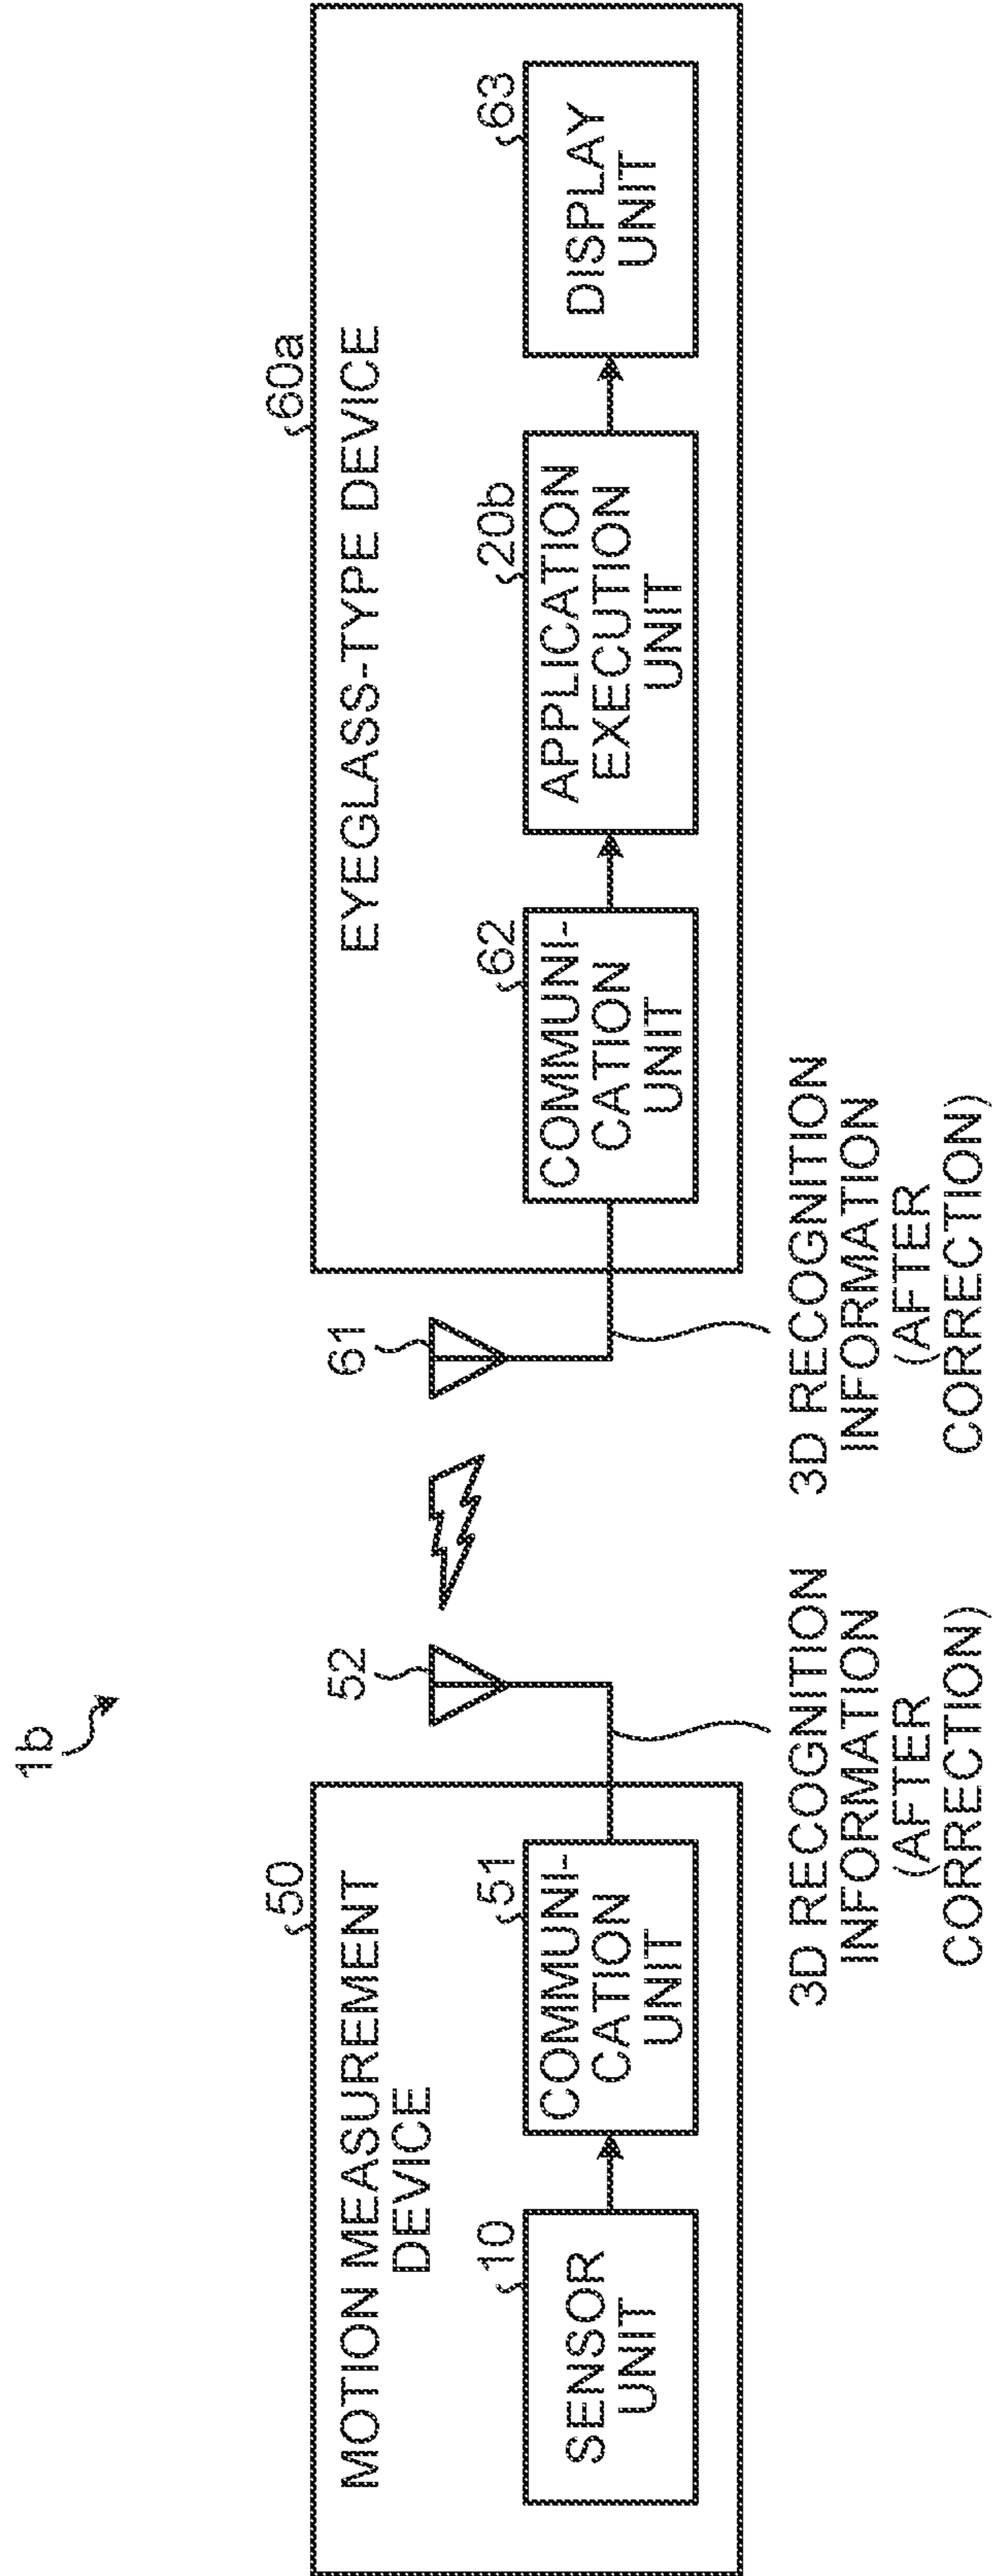 1b
50
MOTION MEASUREMENT
DEVICE
10
SENSOR
UNIT
51
COMMUNI-
CATION
UNIT
52
3D RECOGNITION
INFORMATION
(AFTER
CORRECTION)
61
3D RECOGNITION
INFORMATION
(AFTER
CORRECTION)
60a
EYEGLASS-TYPE DEVICE
62
COMMUNI-
CATION
UNIT
20b
APPLICATION
EXECUTION
UNIT
63
DISPLAY
UNIT